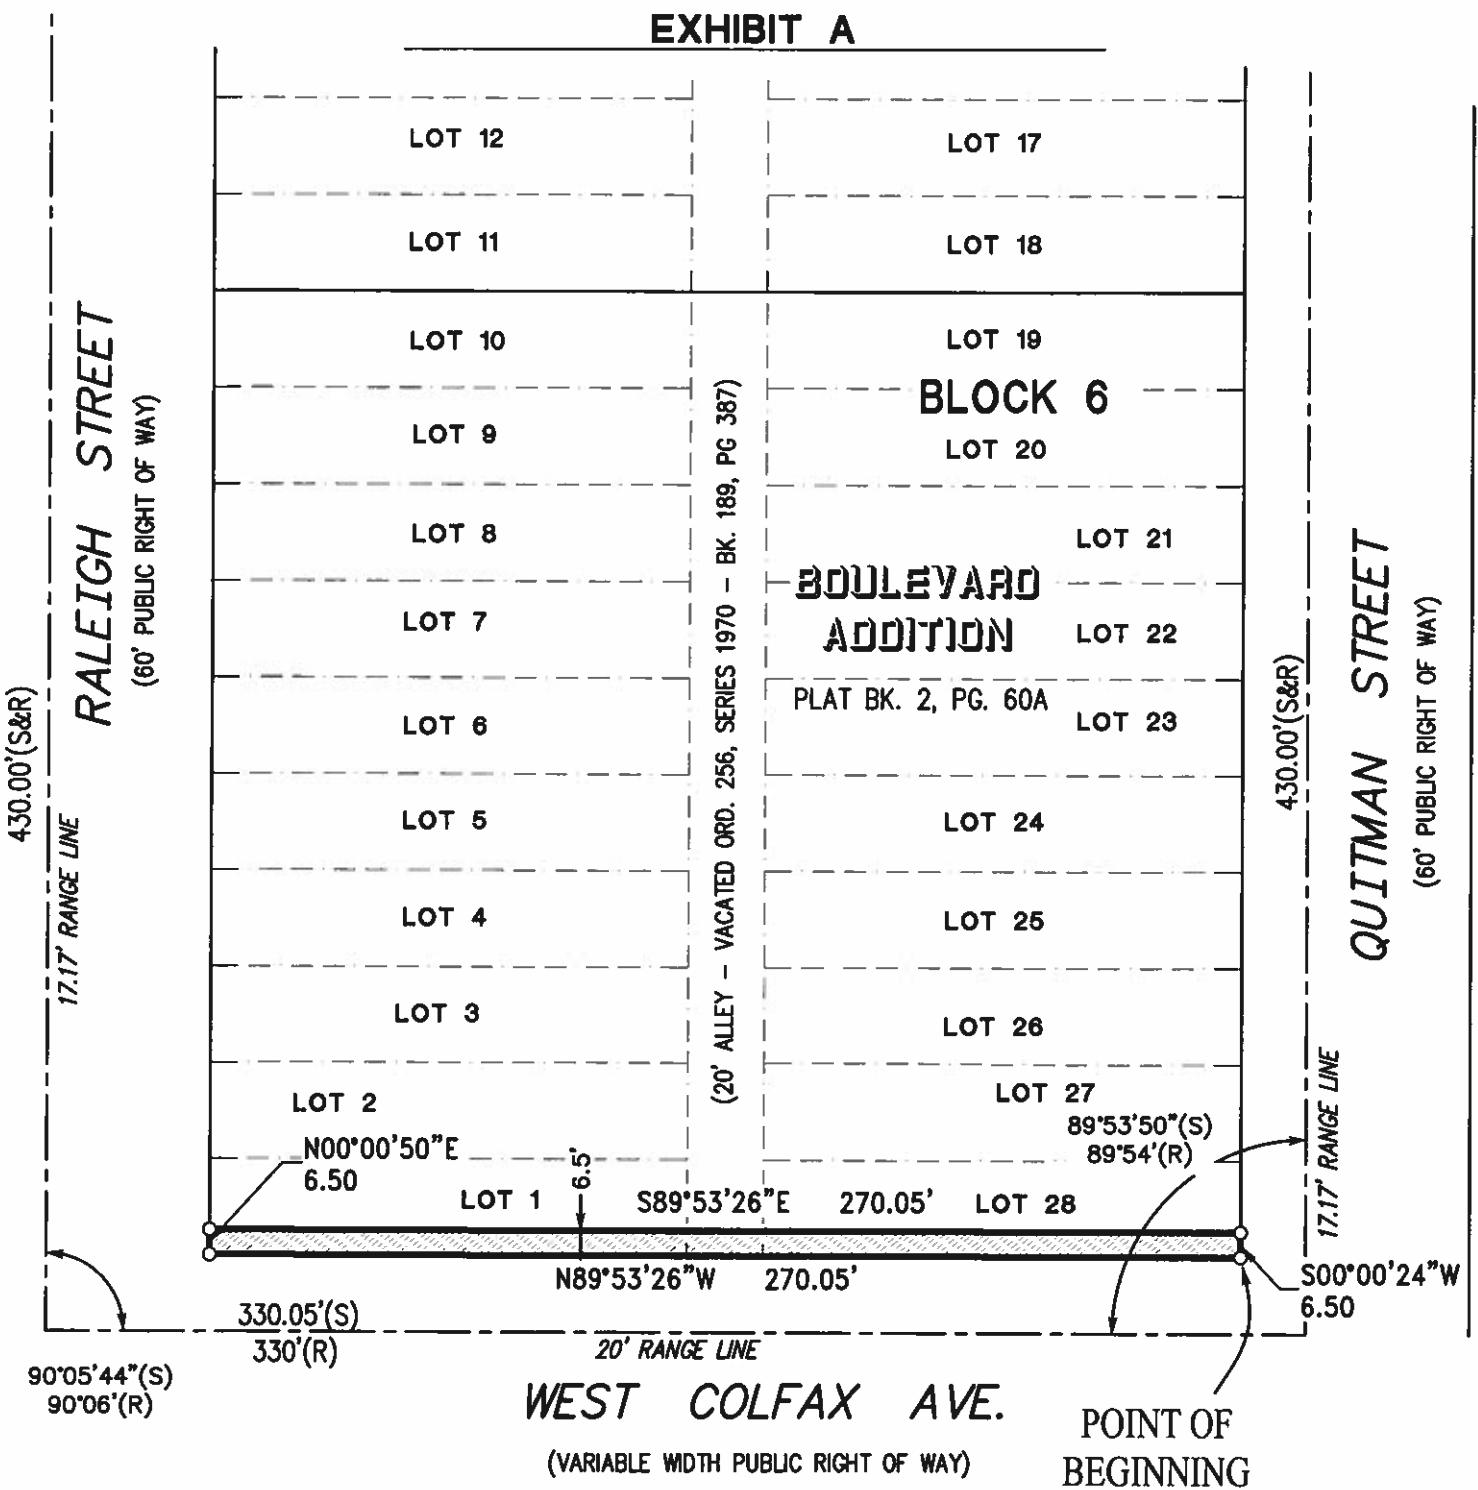 EXHIBIT A
LOT 12
LOT 17
LOT 11
LOT 18
LOT 10
LOT 19
BLOCK 6
LOT 9
LOT 20
LOT 8
LOT 21
BOULEVARD
ADDITION
LOT 7
LOT 22
PLAT BK. 2, PG. 60A
LOT 6
LOT 23
LOT 5
LOT 24
LOT 4
LOT 25
LOT 3
LOT 26
LOT 2
LOT 27
RALEIGH STREET
(60' PUBLIC RIGHT OF WAY)
430.00'(S&R)
17.17' RANGE LINE
(20' ALLEY - VACATED ORD. 256, SERIES 1970 - BK. 189, PG 387)
430.00'(S&R)
QUITMAN STREET
(60' PUBLIC RIGHT OF WAY)
17.17' RANGE LINE
89°53'50"(S)
89°54'(R)
N00°00'50"E
6.50
6.5'
LOT 1
S89°53'26"E 270.05'
LOT 28
N89°53'26"W 270.05'
S00°00'24"W
6.50
330.05'(S)
330'(R)
20' RANGE LINE
90°05'44"(S)
90°06'(R)
WEST COLFAX AVE.
(VARIABLE WIDTH PUBLIC RIGHT OF WAY)
POINT OF
BEGINNING